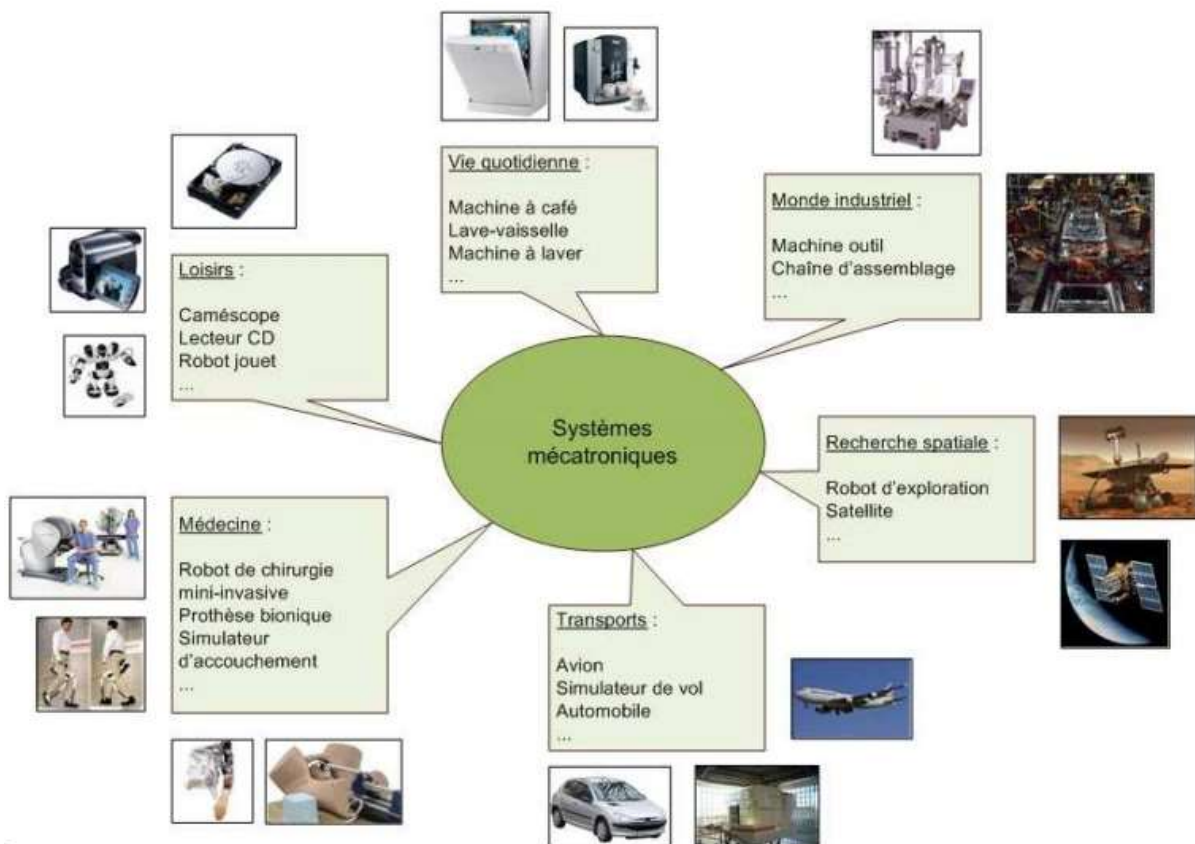 Vie quotidienne :
Machine à café
Lave-vaisselle
Machine à laver
...
Monde industriel :
Machine outil
Chaîne d'assemblage
...
Loisirs :
Caméscope
Lecteur CD
Robot jouet
...
Systèmes
mécatroniques
Recherche spatiale :
Robot d'exploration
Satellite
...
Médecine :
Robot de chirurgie
mini-invasive
Prothèse bionique
Simulateur
d'accouchement
...
Transports :
Avion
Simulateur de vol
Automobile
...